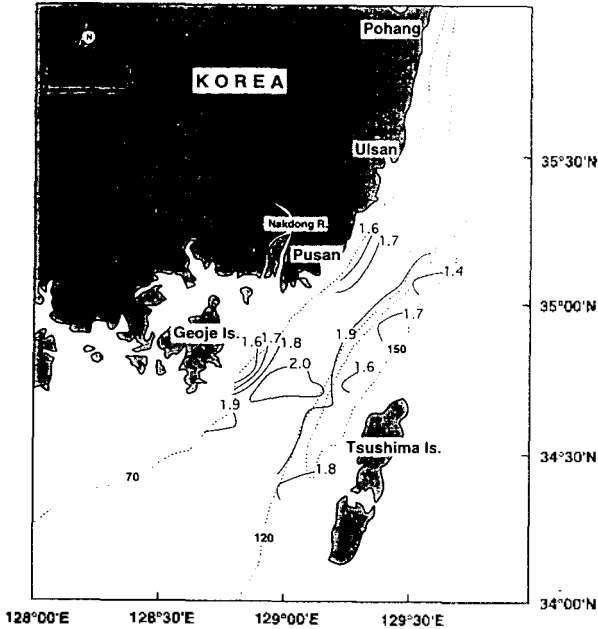 Pohang
N
KOREA
Ulsan
35°30'N
Nakdong R.
1.6
1.7
Pusan
1.4
35°00'N
1.7
Geoje Is.
1.6
1.7
1.8
1.9
150
2.0
1.6
1.9
Tsushima Is.
34°30'N
1.8
70
120
34°00'N
128°00'E
128°30'E
129°00'E
129°30'E